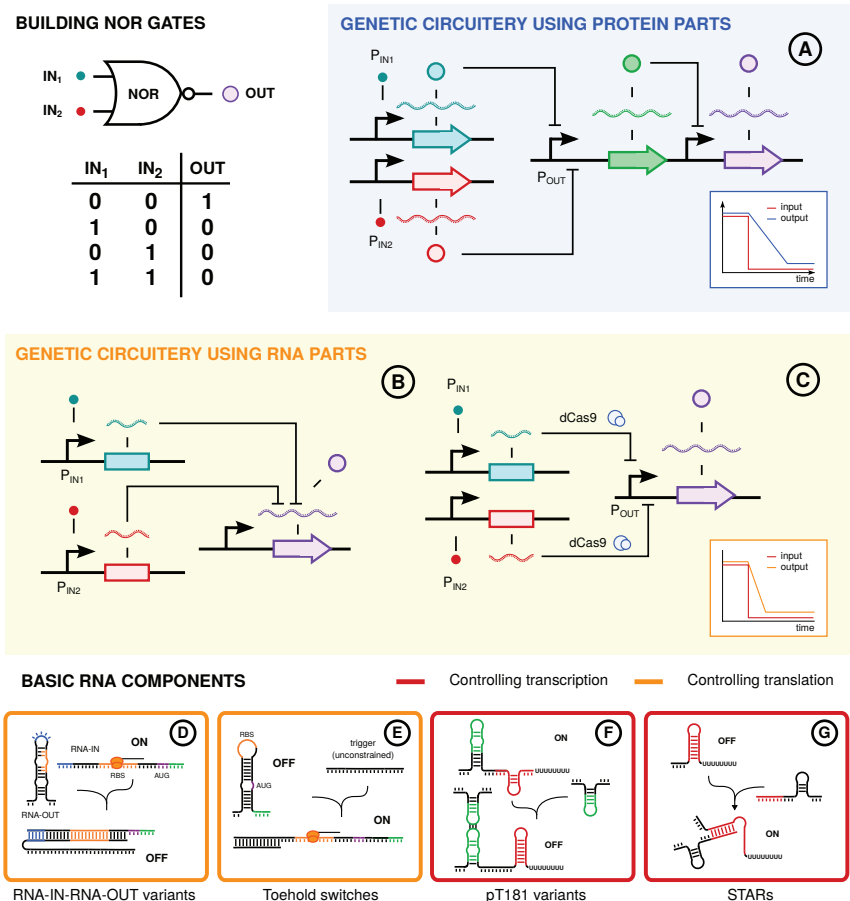 BUILDING NOR GATES
IN1
IN2
NOR
OUT
IN1 IN2 OUT
0 0 1
1 0 0
0 1 0
1 1 0
GENETIC CIRCUITERY USING PROTEIN PARTS
A
PIN1
POUT
PIN2
input
output
time
GENETIC CIRCUITERY USING RNA PARTS
B
PIN1
PIN2
C
PIN1
dCas9
POUT
dCas9
PIN2
input
output
time
BASIC RNA COMPONENTS
Controlling transcription
Controlling translation
D
RNA-IN
ON
RBS
AUG
RNA-OUT
OFF
RNA-IN-RNA-OUT variants
E
RBS
OFF
trigger
(unconstrained)
AUG
ON
Toehold switches
F
ON
UUUUUUUU
OFF
UUUUUUUU
pT181 variants
G
OFF
UUUUUUUU
ON
UUUUUUUU
STARs